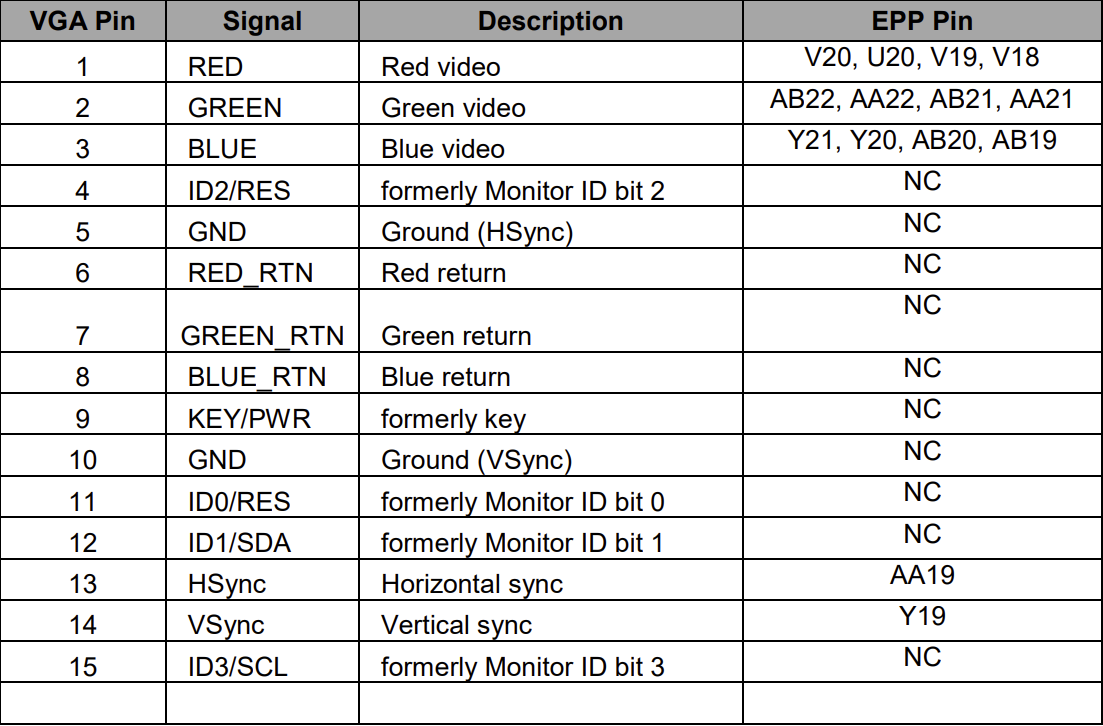 VGA Pin Signal Description EPP Pin
1 RED Red video V20, U20, V19, V18
2 GREEN Green video AB22, AA22, AB21, AA21
3 BLUE Blue video Y21, Y20, AB20, AB19
4 ID2/RES formerly Monitor ID bit 2 NC
5 GND Ground (HSync) NC
6 RED_RTN Red return NC
7 GREEN_RTN Green return NC
8 BLUE_RTN Blue return NC
9 KEY/PWR formerly key NC
10 GND Ground (VSync) NC
11 ID0/RES formerly Monitor ID bit 0 NC
12 ID1/SDA formerly Monitor ID bit 1 NC
13 HSync Horizontal sync AA19
14 VSync Vertical sync Y19
15 ID3/SCL formerly Monitor ID bit 3 NC